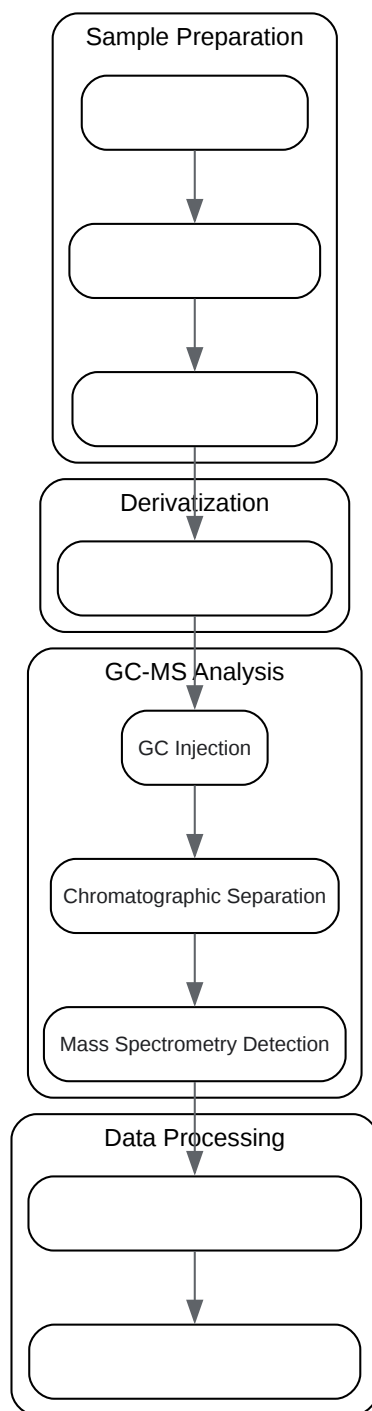 Sample Preparation
Derivatization
GC-MS Analysis
GC Injection
Chromatographic Separation
Mass Spectrometry Detection
Data Processing